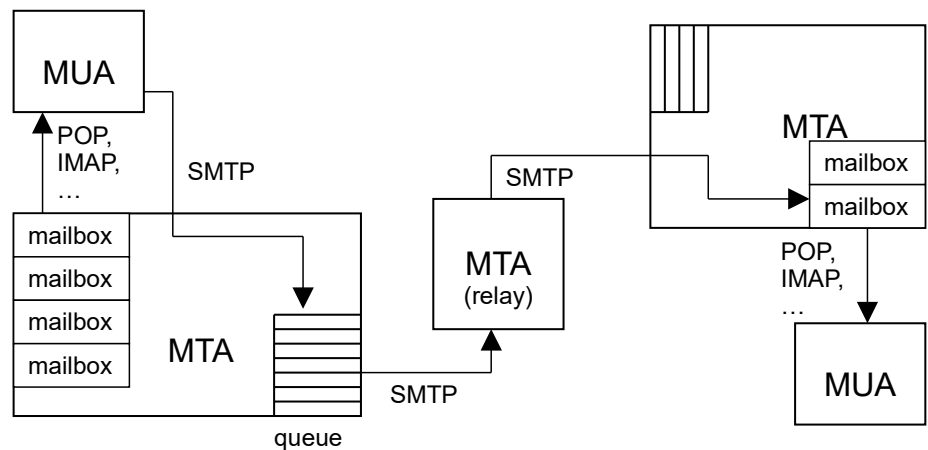 MUA
POP,
IMAP,
…
SMTP
mailbox
mailbox
mailbox
mailbox
MTA
queue
SMTP
MTA
(relay)
SMTP
MTA
mailbox
mailbox
POP,
IMAP,
…
MUA